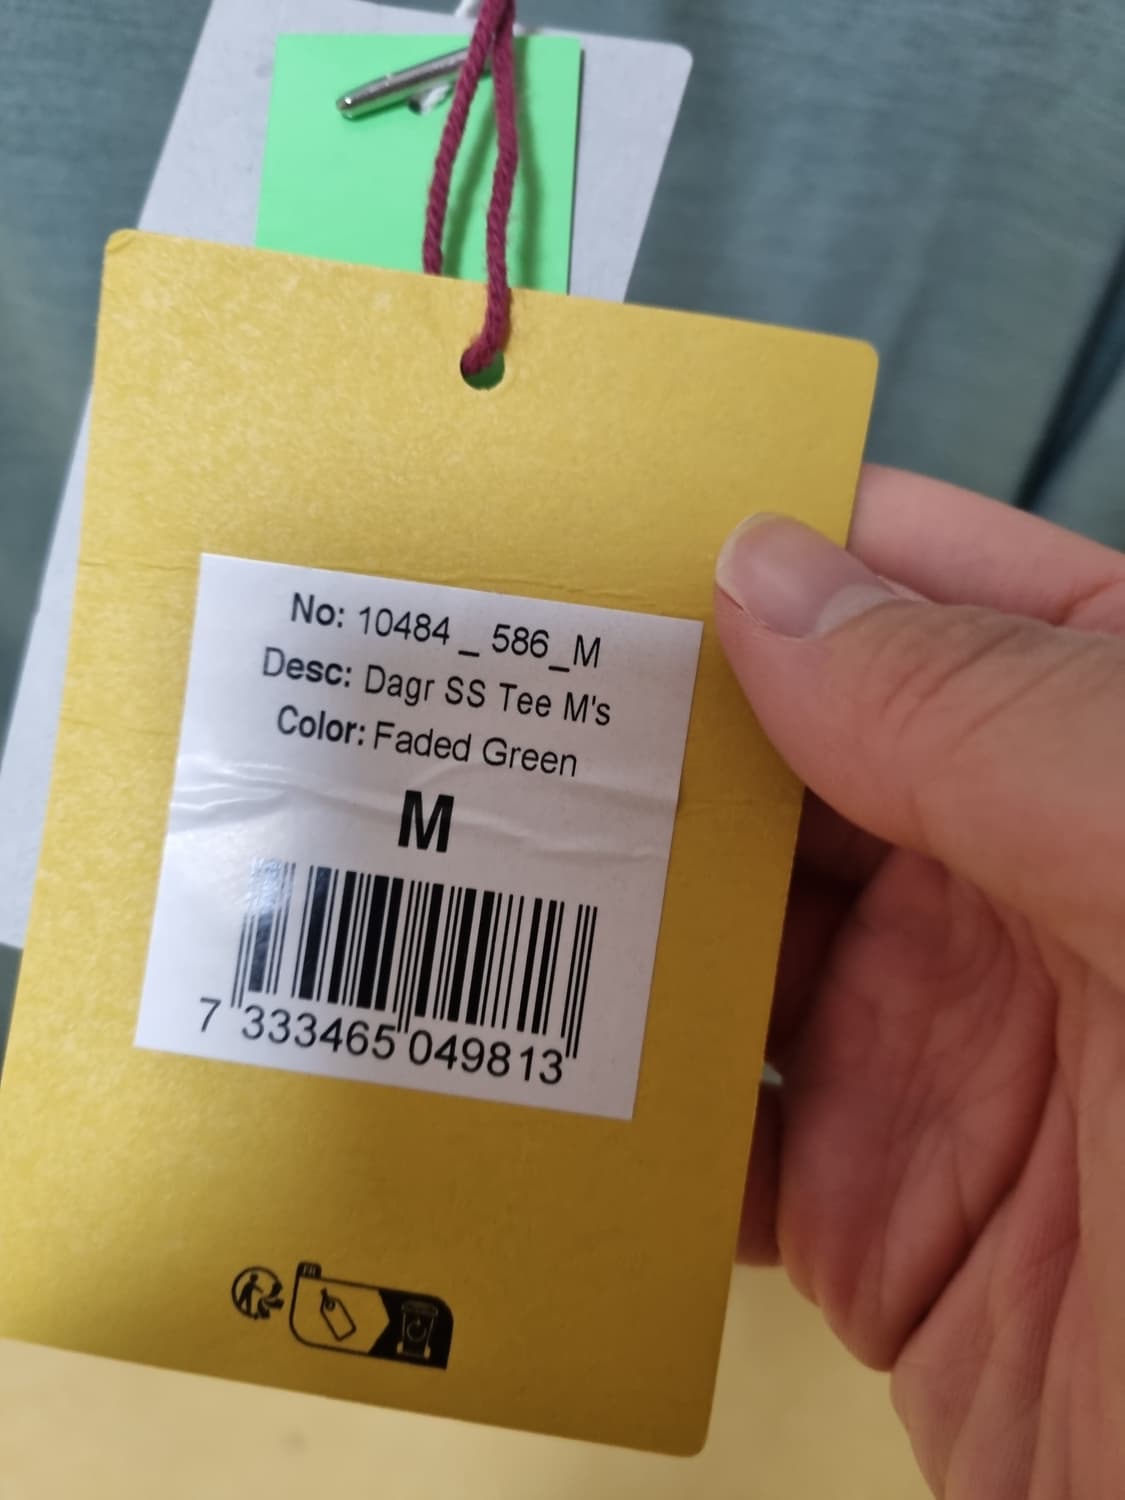 No: 10484 _ 586_M
Desc: Dagr SS Tee M's
Color: Faded Green
M
7 333465 049813